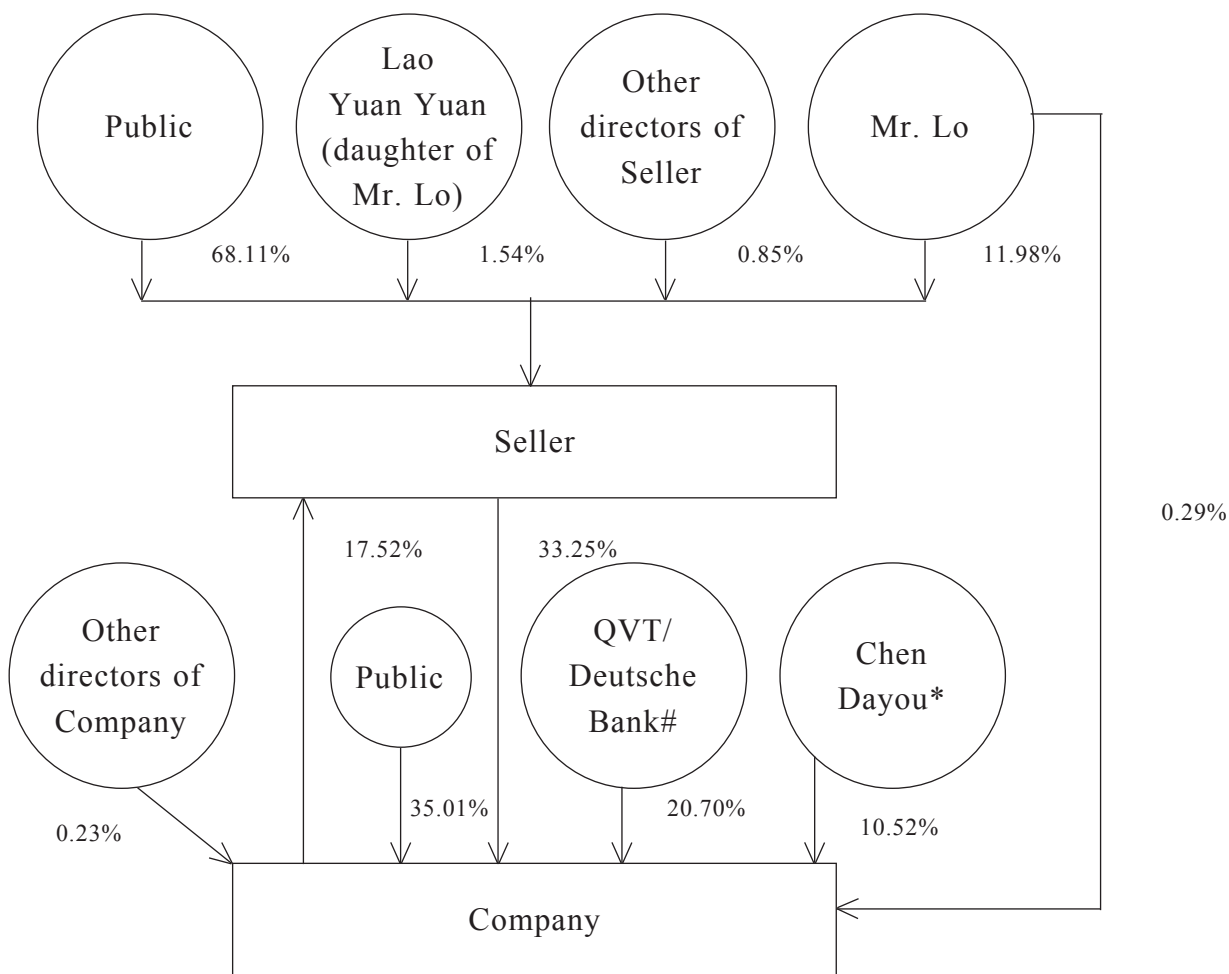 Public
Lao
Yuan Yuan
(daughter of
Mr. Lo)
Other
directors of
Seller
Mr. Lo
68.11%
1.54%
0.85%
11.98%
Seller
0.29%
17.52%
33.25%
Other
directors of
Company
Public
QVT/
Deutsche
Bank#
Chen
Dayou*
0.23%
35.01%
20.70%
10.52%
Company